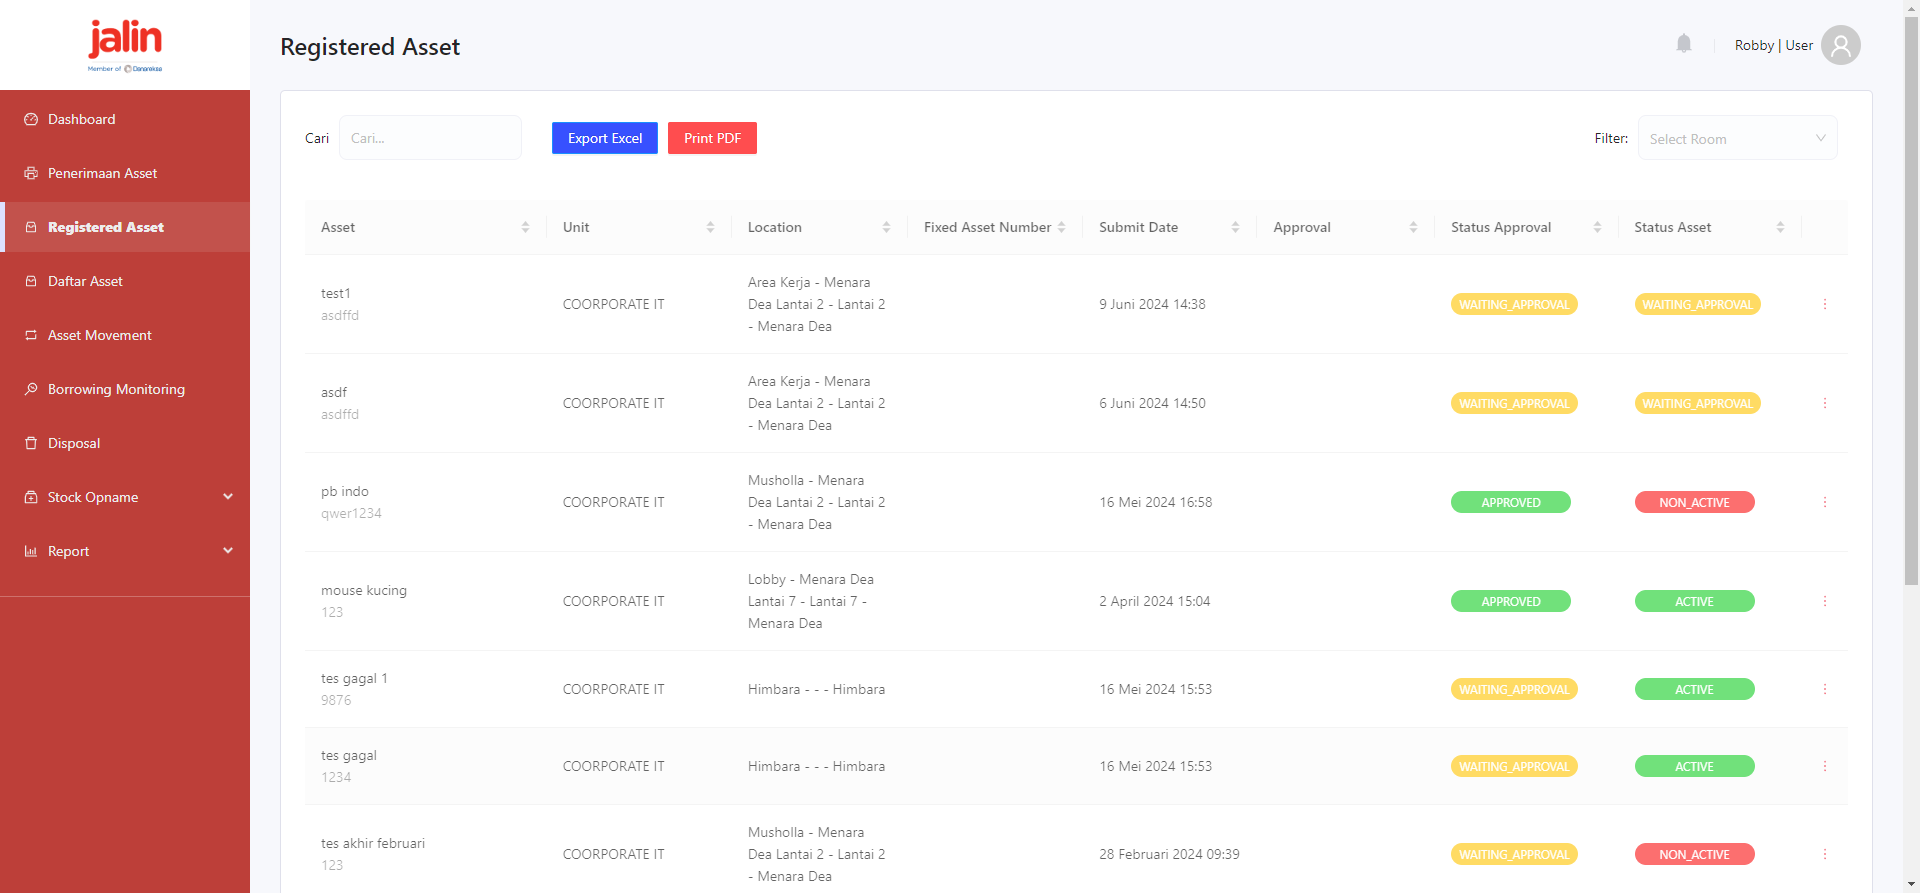 jalin
Member of Danareksa
Registered Asset
Robby | User
Dashboard
Penerimaan Asset
Registered Asset
Daftar Asset
Asset Movement
Borrowing Monitoring
Disposal
Stock Opname
Report
Cari
Cari...
Export Excel
Print PDF
Filter:
Select Room
Asset Unit Location Fixed Asset Number Submit Date Approval Status Approval Status Asset
test1
asdffd
COORPORATE IT
Area Kerja - Menara
Dea Lantai 2 - Lantai 2
- Menara Dea
9 Juni 2024 14:38
WAITING_APPROVAL
WAITING_APPROVAL
asdf
asdffd
COORPORATE IT
Area Kerja - Menara
Dea Lantai 2 - Lantai 2
- Menara Dea
6 Juni 2024 14:50
WAITING_APPROVAL
WAITING_APPROVAL
pb indo
qwer1234
COORPORATE IT
Musholla - Menara
Dea Lantai 2 - Lantai 2
- Menara Dea
16 Mei 2024 16:58
APPROVED
NON_ACTIVE
mouse kucing
123
COORPORATE IT
Lobby - Menara Dea
Lantai 7 - Lantai 7 -
Menara Dea
2 April 2024 15:04
APPROVED
ACTIVE
tes gagal 1
9876
COORPORATE IT
Himbara - - - Himbara
16 Mei 2024 15:53
WAITING_APPROVAL
ACTIVE
tes gagal
1234
COORPORATE IT
Himbara - - - Himbara
16 Mei 2024 15:53
WAITING_APPROVAL
ACTIVE
tes akhir februari
123
COORPORATE IT
Musholla - Menara
Dea Lantai 2 - Lantai 2
- Menara Dea
28 Februari 2024 09:39
WAITING_APPROVAL
NON_ACTIVE